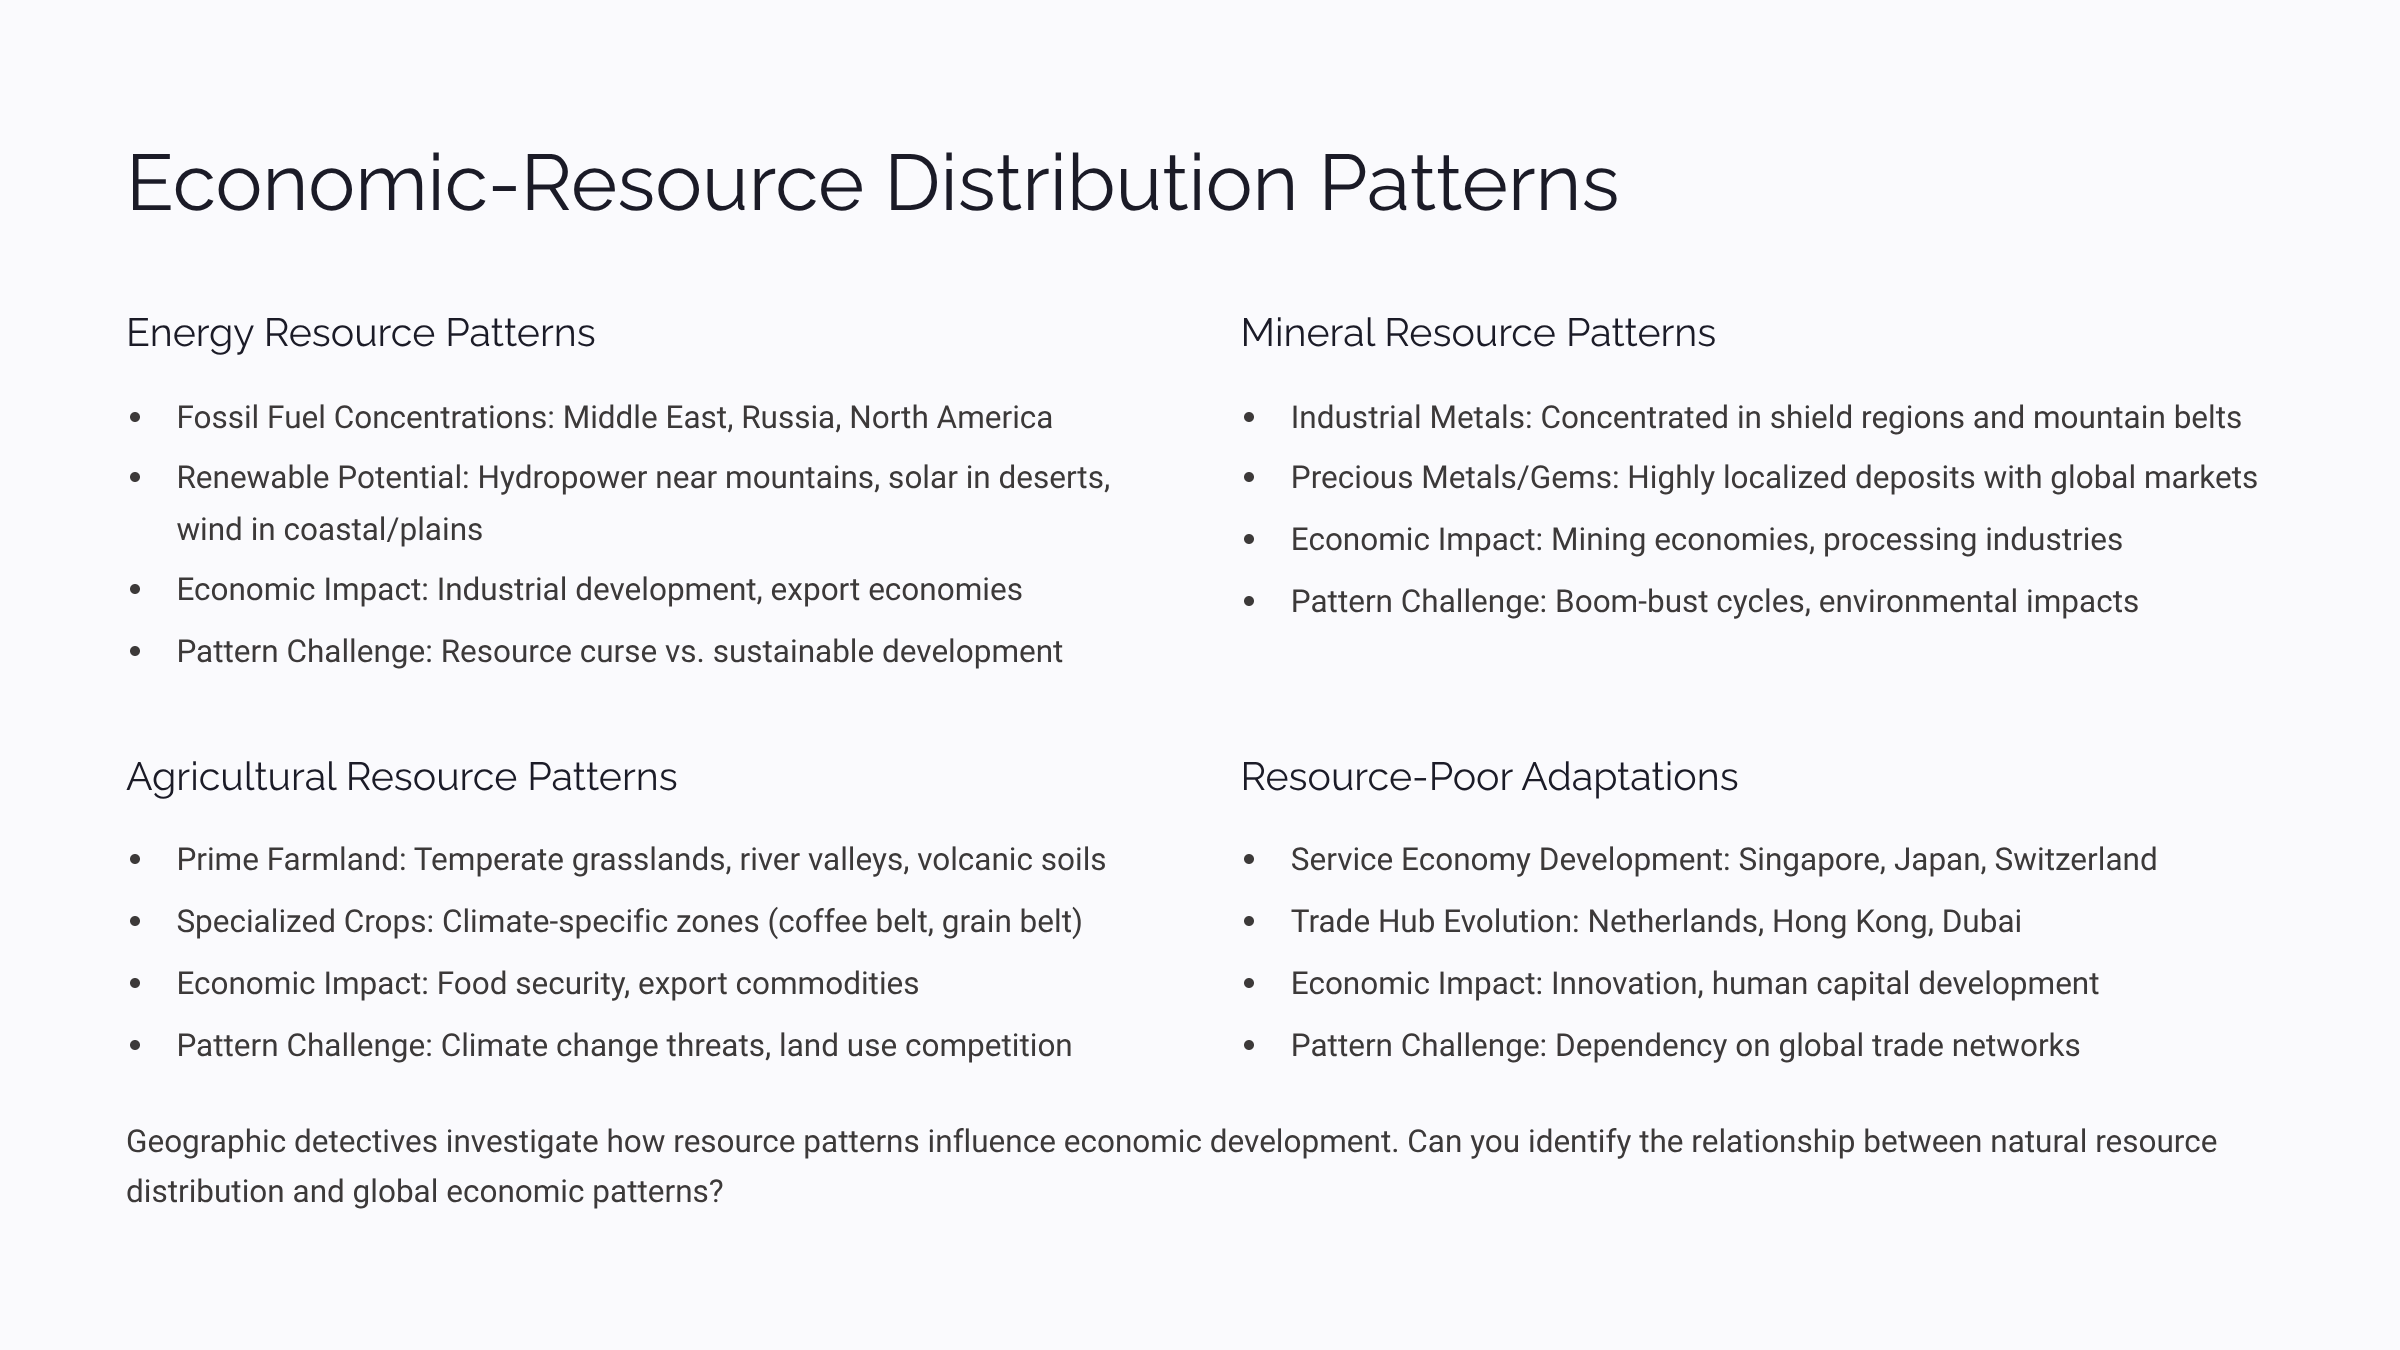 Economic-Resource Distribution Patterns
Energy Resource Patterns
• Fossil Fuel Concentrations: Middle East, Russia, North America
• Renewable Potential: Hydropower near mountains, solar in deserts,
wind in coastal/plains
• Economic Impact: Industrial development, export economies
• Pattern Challenge: Resource curse vs. sustainable development
Mineral Resource Patterns
• Industrial Metals: Concentrated in shield regions and mountain belts
• Precious Metals/Gems: Highly localized deposits with global markets
• Economic Impact: Mining economies, processing industries
• Pattern Challenge: Boom-bust cycles, environmental impacts
Agricultural Resource Patterns
• Prime Farmland: Temperate grasslands, river valleys, volcanic soils
• Specialized Crops: Climate-specific zones (coffee belt, grain belt)
• Economic Impact: Food security, export commodities
• Pattern Challenge: Climate change threats, land use competition
Resource-Poor Adaptations
• Service Economy Development: Singapore, Japan, Switzerland
• Trade Hub Evolution: Netherlands, Hong Kong, Dubai
• Economic Impact: Innovation, human capital development
• Pattern Challenge: Dependency on global trade networks
Geographic detectives investigate how resource patterns influence economic development. Can you identify the relationship between natural resource
distribution and global economic patterns?